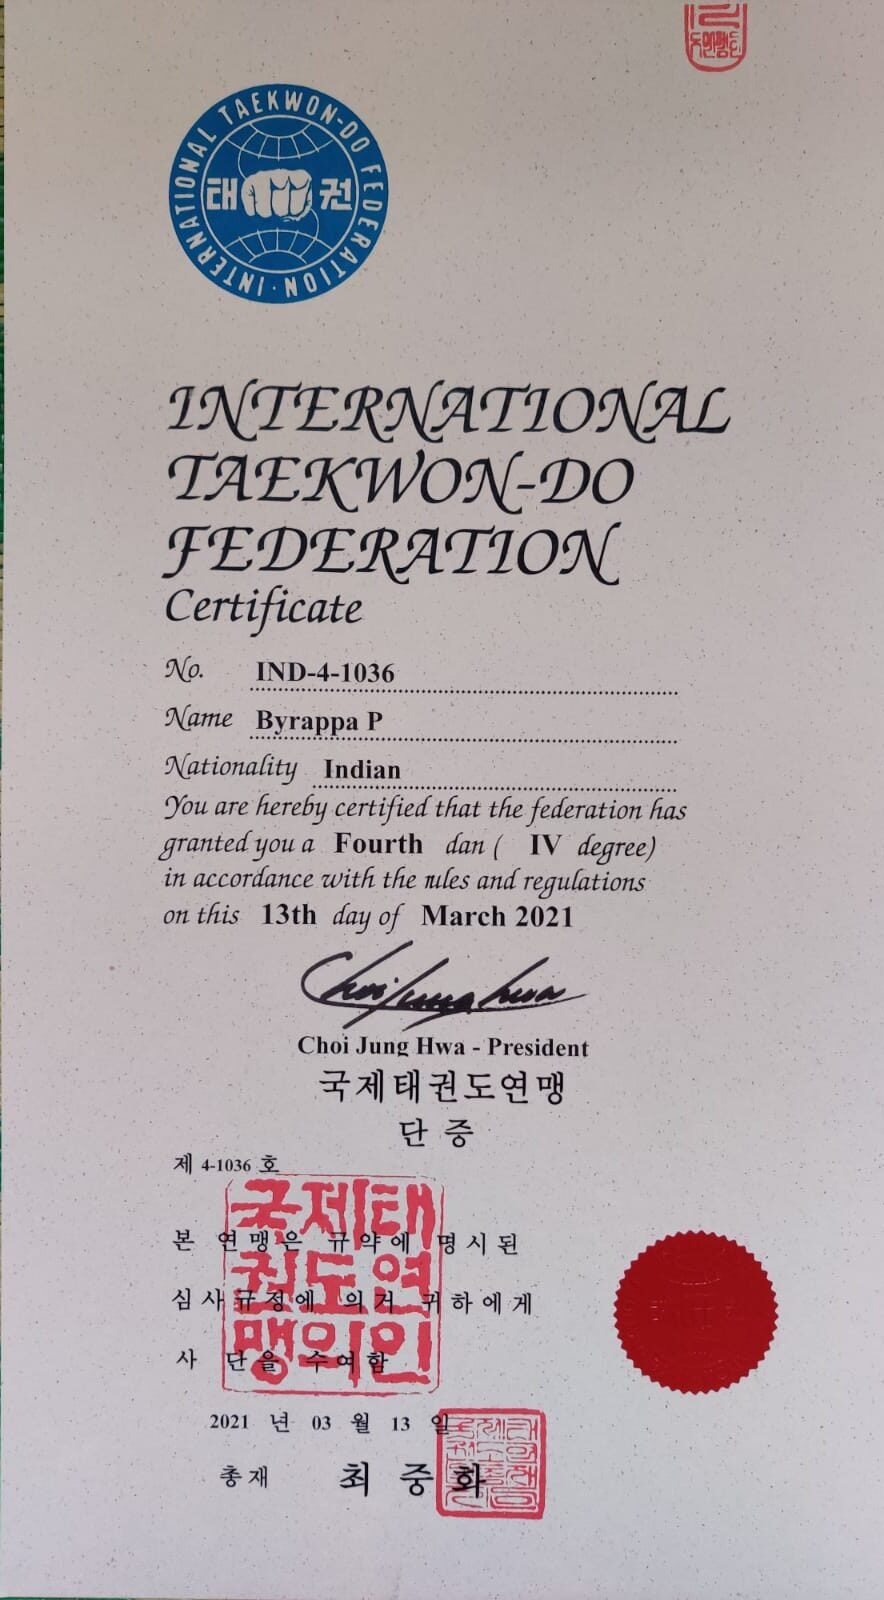 INTERNATIONAL TAEKWON-DO FEDERATION
태권
INTERNATIONAL
TAEKWON-DO
FEDERATION
Certificate
No. IND-4-1036
Name Byrappa P
Nationality Indian
You are hereby certified that the federation has
granted you a Fourth dan ( IV degree)
in accordance with the rules and regulations
on this 13th day of March 2021
Choi Jung Hwa
Choi Jung Hwa - President
국제태권도연맹
단 증
제 4-1036 호
국제태
권도연
맹의인
본 연맹은 규약에 명시된
심사규정에 의거 귀하에게
사 단을 수여함
2021 년 03 월 13 일
총재 최 중 화